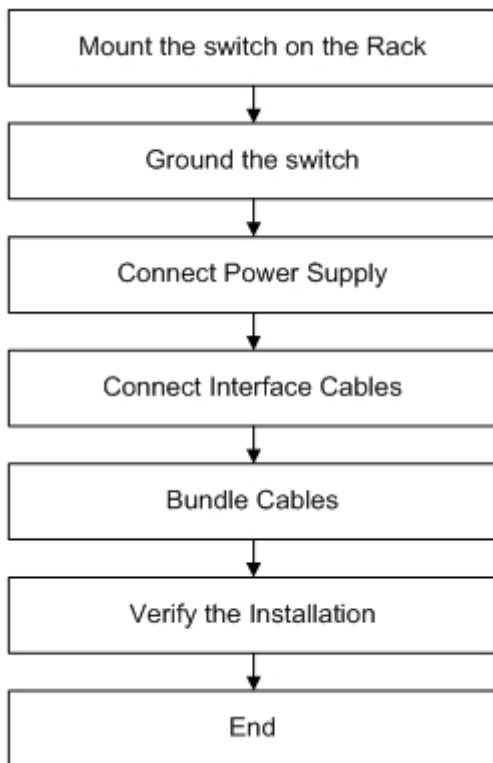 Mount the switch on the Rack
Ground the switch
Connect Power Supply
Connect Interface Cables
Bundle Cables
Verify the Installation
End